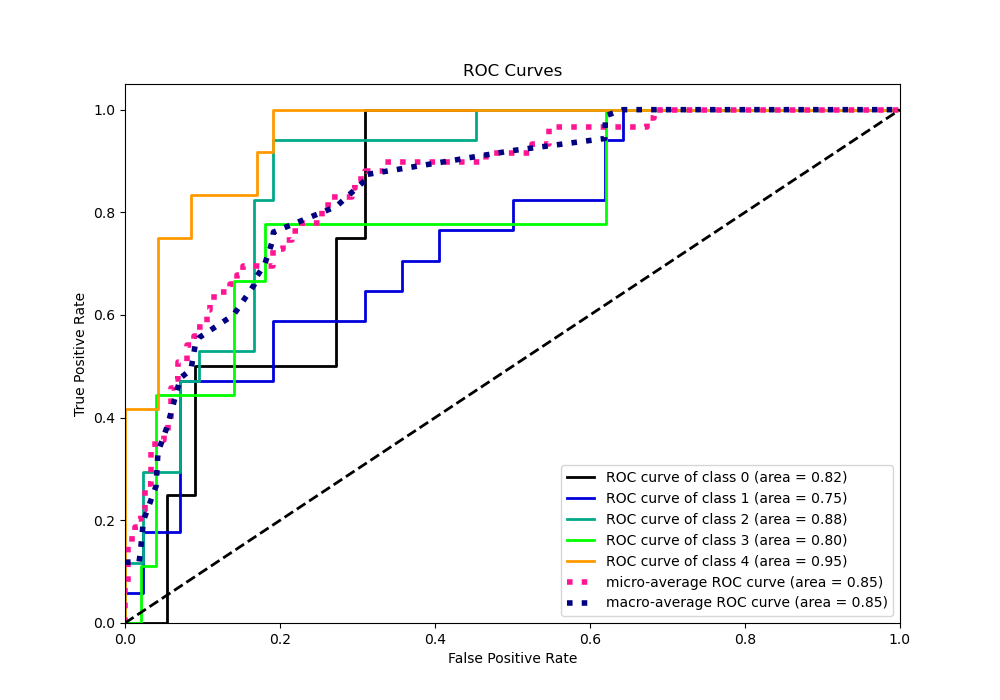 ROC Curves
True Positive Rate
1.0
0.8
0.6
0.4
0.2
0.0
ROC curve of class 0 (area = 0.82)
ROC curve of class 1 (area = 0.75)
ROC curve of class 2 (area = 0.88)
ROC curve of class 3 (area = 0.80)
ROC curve of class 4 (area = 0.95)
micro-average ROC curve (area = 0.85)
macro-average ROC curve (area = 0.85)
0.0 0.2 0.4 0.6 0.8 1.0
False Positive Rate